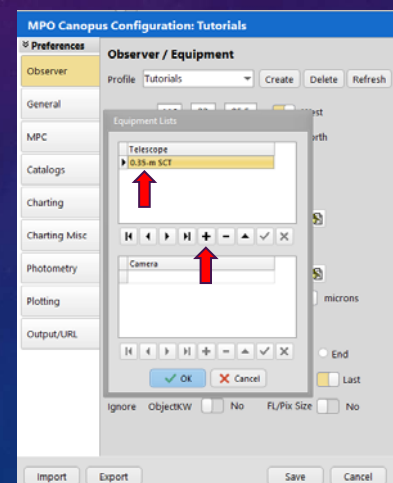 MPO Canopus Configuration: Tutorials
Preferences
Observer
General
MPC
Catalogs
Charting
Charting Misc
Photometry
Plotting
Output/URL
Observer / Equipment
Profile Tutorials Create Delete Refresh
Equipment Lists
Telescope
0.35-m SCT
Camera
OK Cancel
microns
End
Last
Ignore ObjectKW No FL/Pix Size No
Import Export Save Cancel